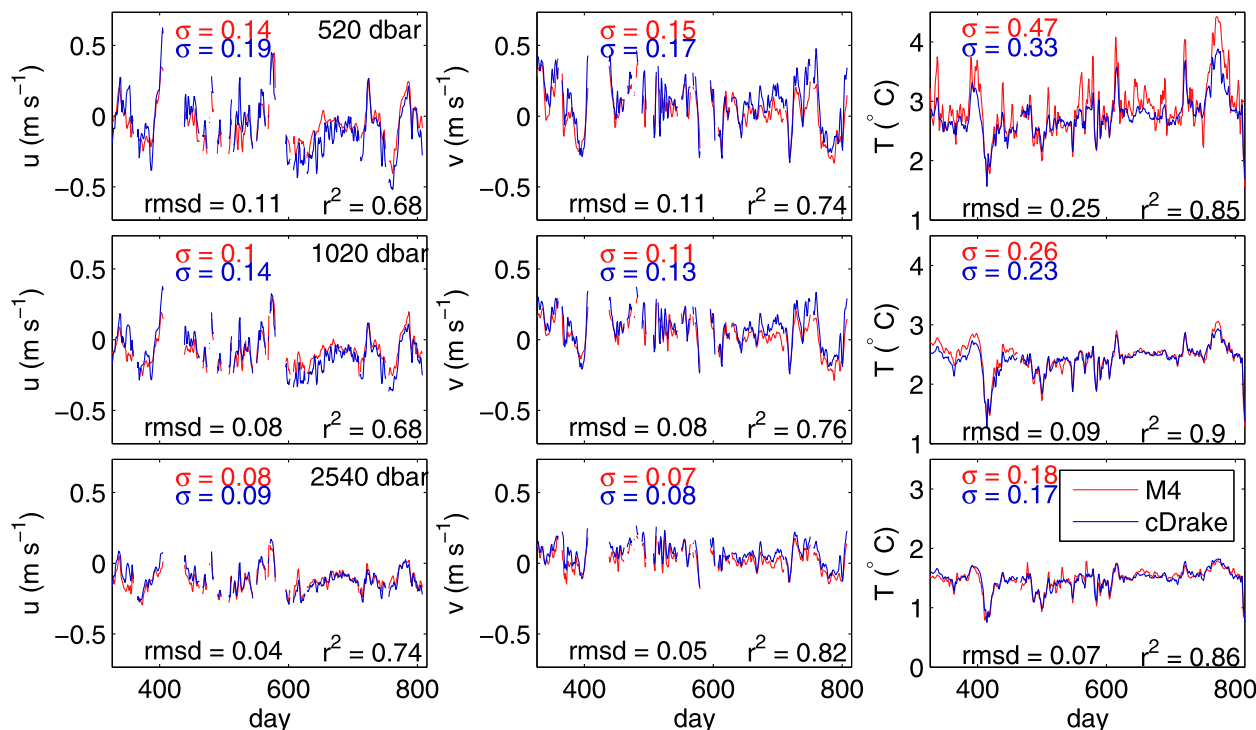 σ = 0.14 520 dbar
σ = 0.19
0.5
0
−0.5
u (m s−1)
rmsd = 0.11 r2 = 0.68
σ = 0.15
σ = 0.17
0.5
0
−0.5
v (m s−1)
rmsd = 0.11 r2 = 0.74
σ = 0.47
σ = 0.33
4
3
2
1
T (° C)
rmsd = 0.25 r2 = 0.85
σ = 0.1 1020 dbar
σ = 0.14
0.5
0
−0.5
u (m s−1)
rmsd = 0.08 r2 = 0.68
σ = 0.11
σ = 0.13
0.5
0
−0.5
v (m s−1)
rmsd = 0.08 r2 = 0.76
σ = 0.26
σ = 0.23
4
3
2
1
T (° C)
rmsd = 0.09 r2 = 0.9
σ = 0.08 2540 dbar
σ = 0.09
0.5
0
−0.5
u (m s−1)
rmsd = 0.04 r2 = 0.74
400 600 800
day
σ = 0.07
σ = 0.08
0.5
0
−0.5
v (m s−1)
rmsd = 0.05 r2 = 0.82
400 600 800
day
σ = 0.18
σ = 0.17
M4
cDrake
3
2
1
0
T (° C)
rmsd = 0.07 r2 = 0.86
400 600 800
day